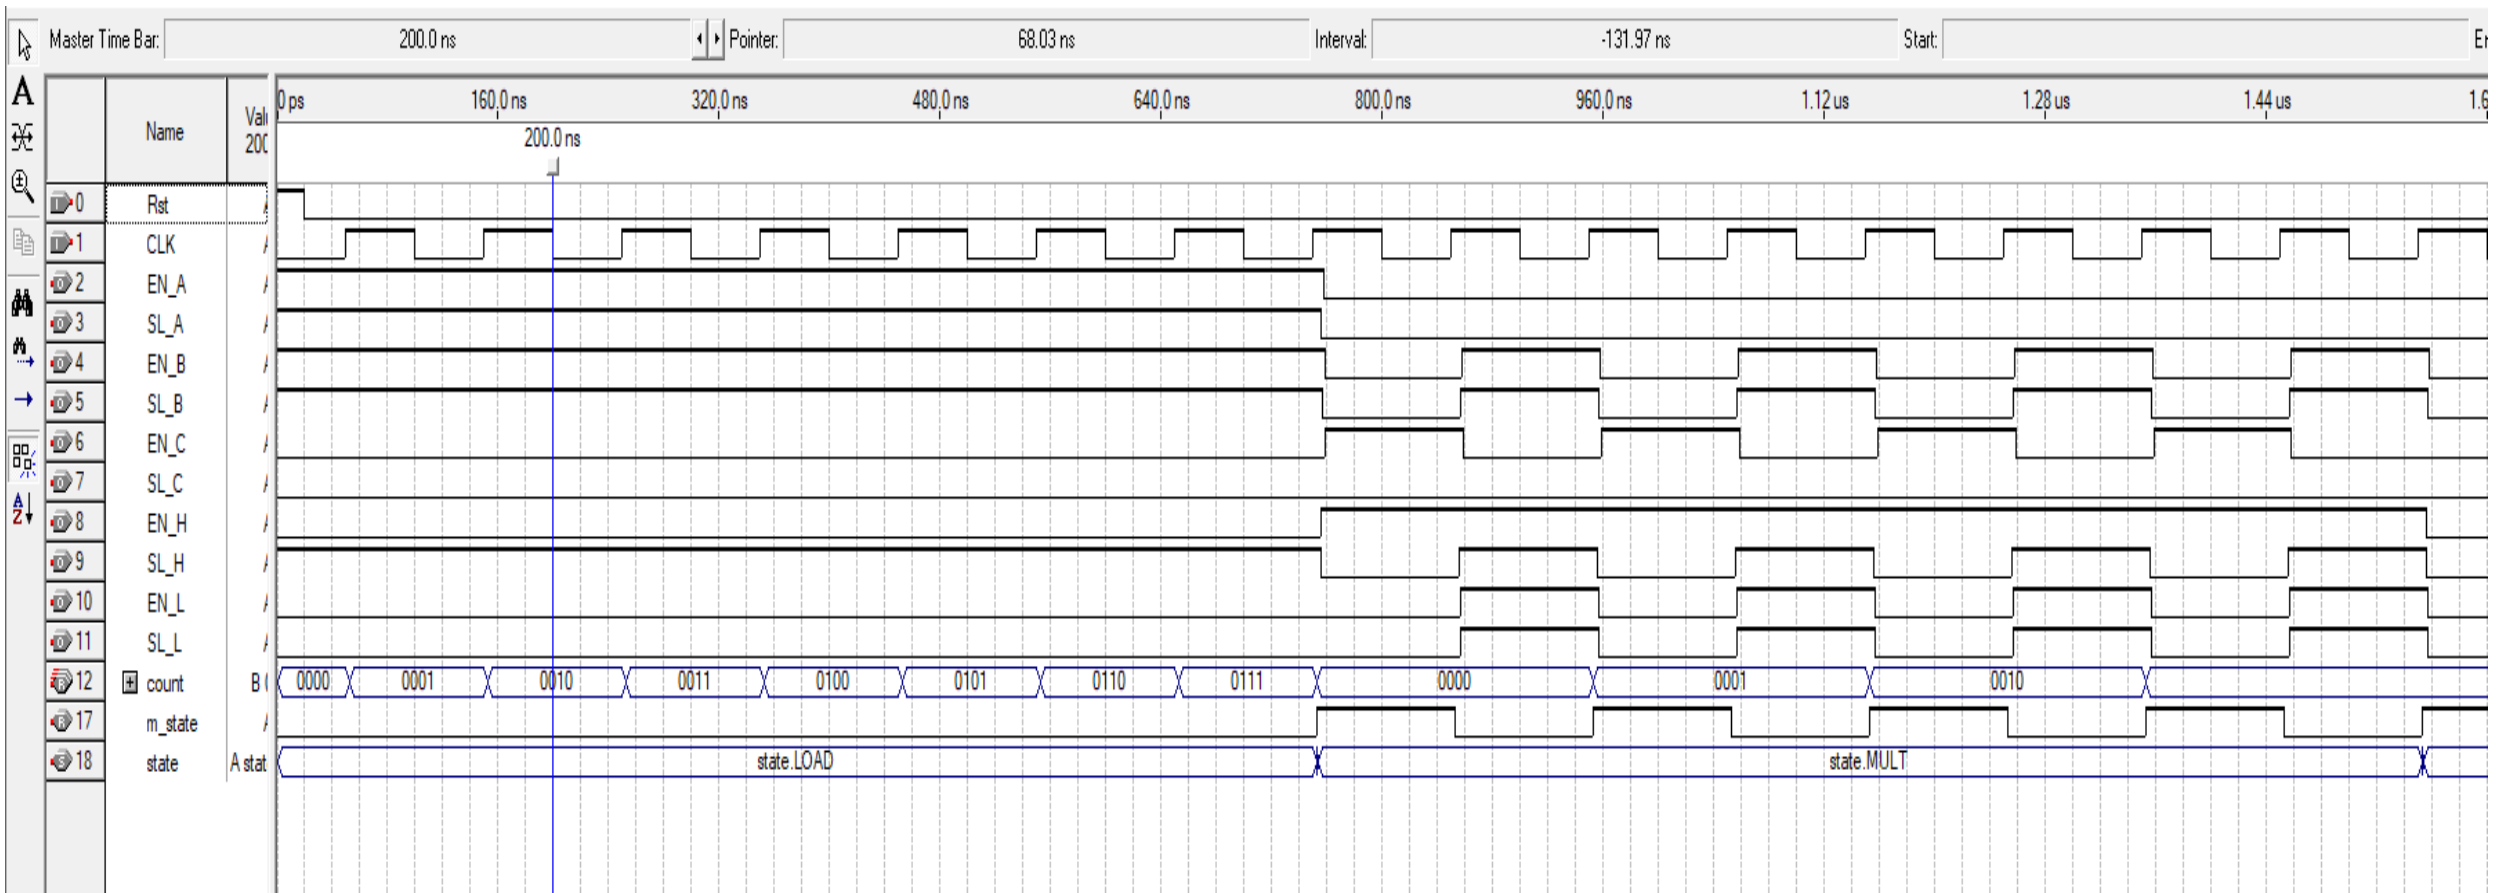 Master Time Bar: 200.0 ns Pointer: 68.03 ns Interval: -131.97 ns Start:
A
Name
0 ps 160.0 ns 320.0 ns 480.0 ns 640.0 ns 800.0 ns 960.0 ns 1.12 us 1.28 us 1.44 us
200.0 ns
0 Rst
1 CLK
2 EN_A
3 SL_A
4 EN_B
5 SL_B
6 EN_C
7 SL_C
8 EN_H
9 SL_H
10 EN_L
11 SL_L
12 count B 0000 0001 0010 0011 0100 0101 0110 0111 0000 0001 0010
17 m_state
18 state A stat state.LOAD state.MULT